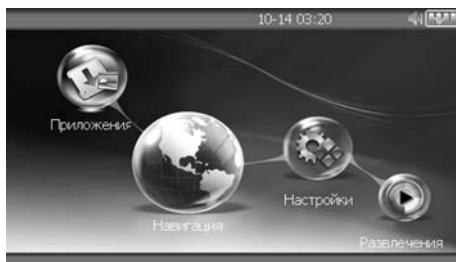 10-14 03:20
Приложения
Настройки
Навигация
Развлечения